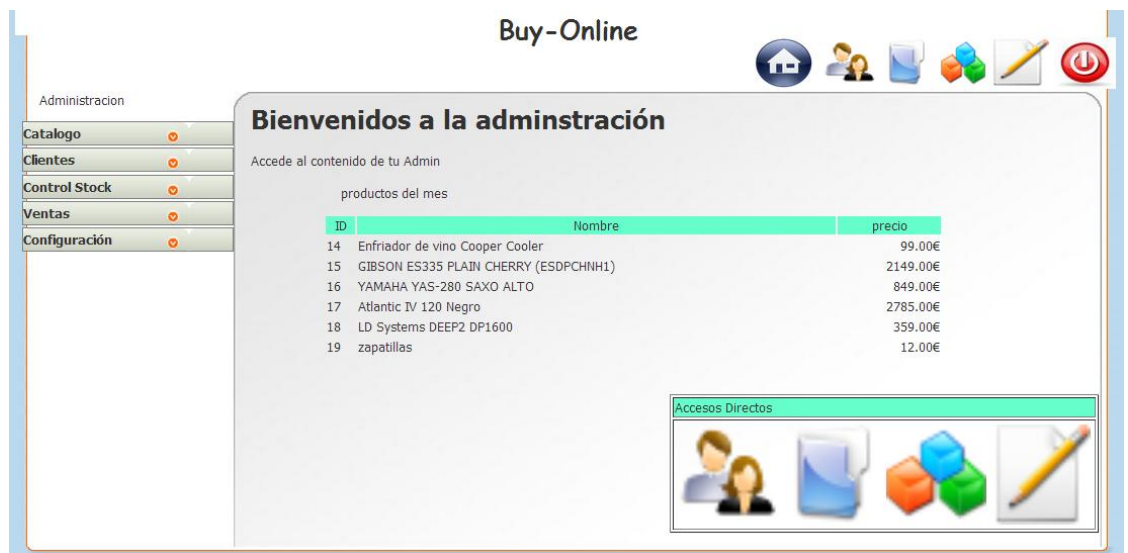 Buy-Online
Administracion
Catalogo
Clientes
Control Stock
Ventas
Configuración
Bienvenidos a la adminstración
Accede al contenido de tu Admin
productos del mes
ID Nombre precio
14 Enfriador de vino Cooper Cooler 99.00€
15 GIBSON ES335 PLAIN CHERRY (ESDPCHNH1) 2149.00€
16 YAMAHA YAS-280 SAXO ALTO 849.00€
17 Atlantic IV 120 Negro 2785.00€
18 LD Systems DEEP2 DP1600 359.00€
19 zapatillas 12.00€
Accesos Directos